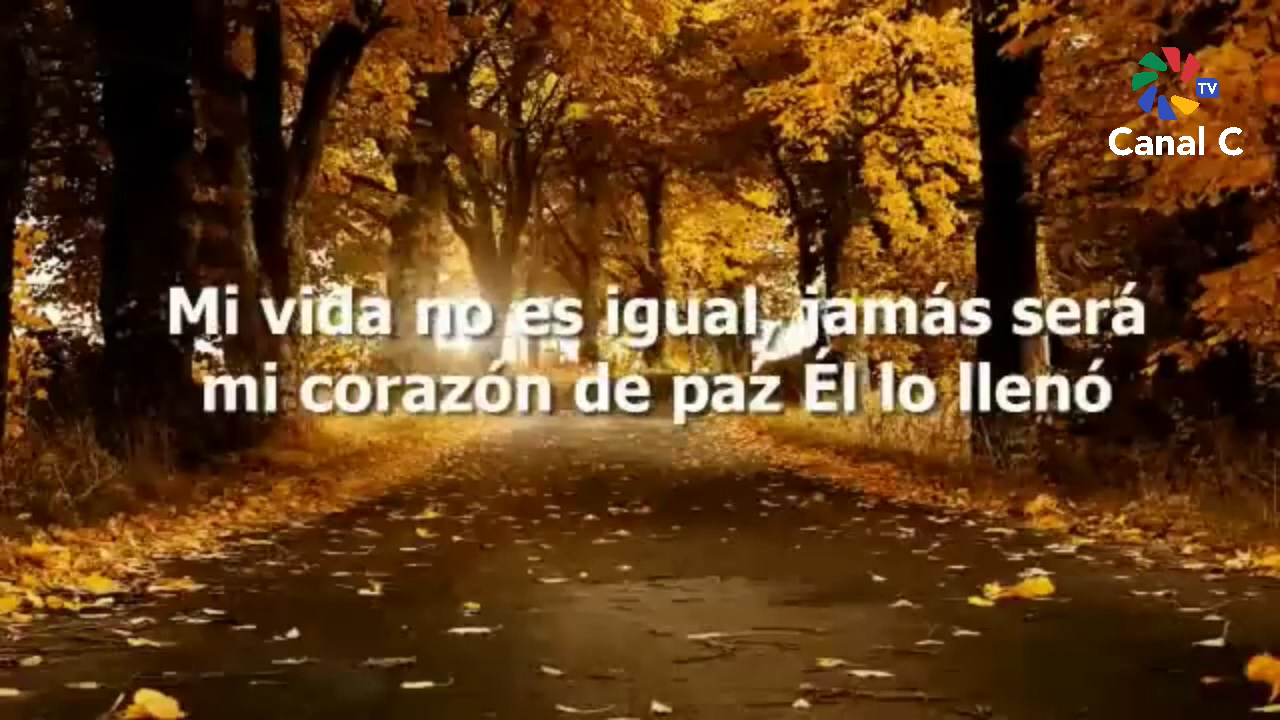 TV
Canal C
Mi vida no es igual, jamás será
mi corazón de paz Él lo llenó